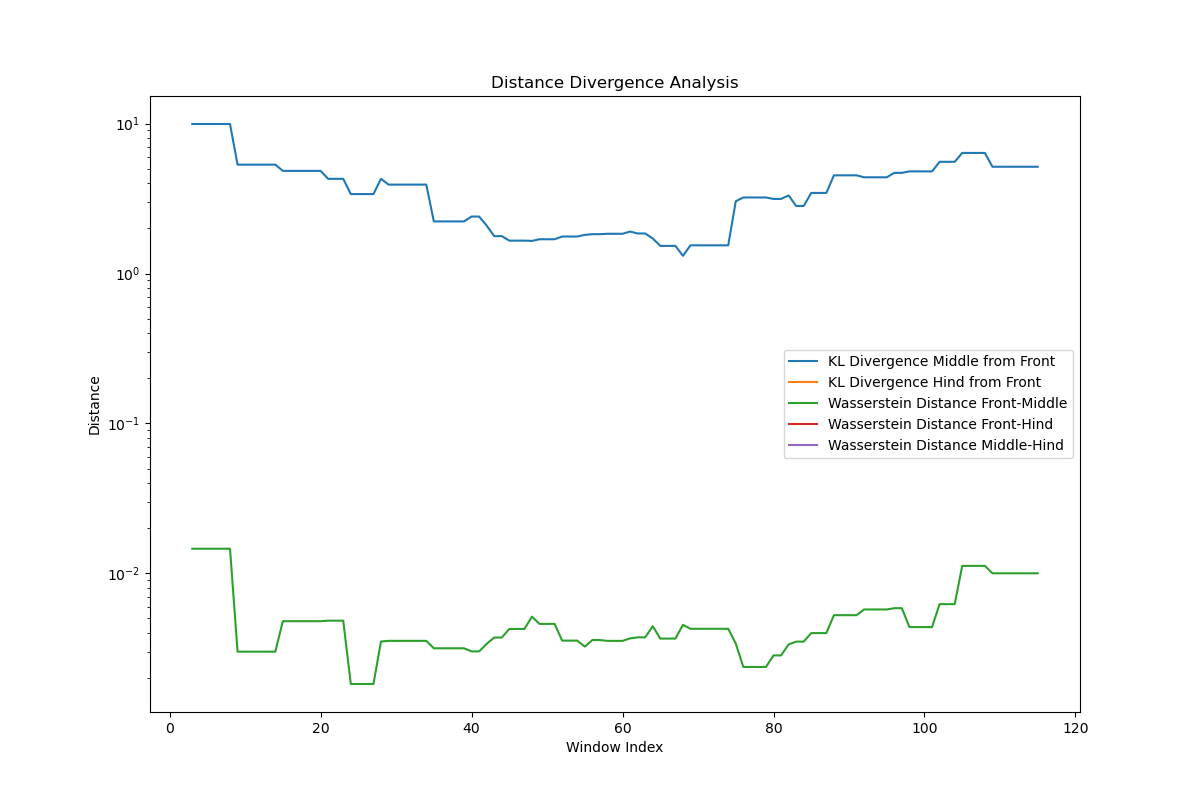 Distance Divergence Analysis
10¹
10⁰
10⁻¹
10⁻²
Distance
KL Divergence Middle from Front
KL Divergence Hind from Front
Wasserstein Distance Front-Middle
Wasserstein Distance Front-Hind
Wasserstein Distance Middle-Hind
0 20 40 60 80 100 120
Window Index